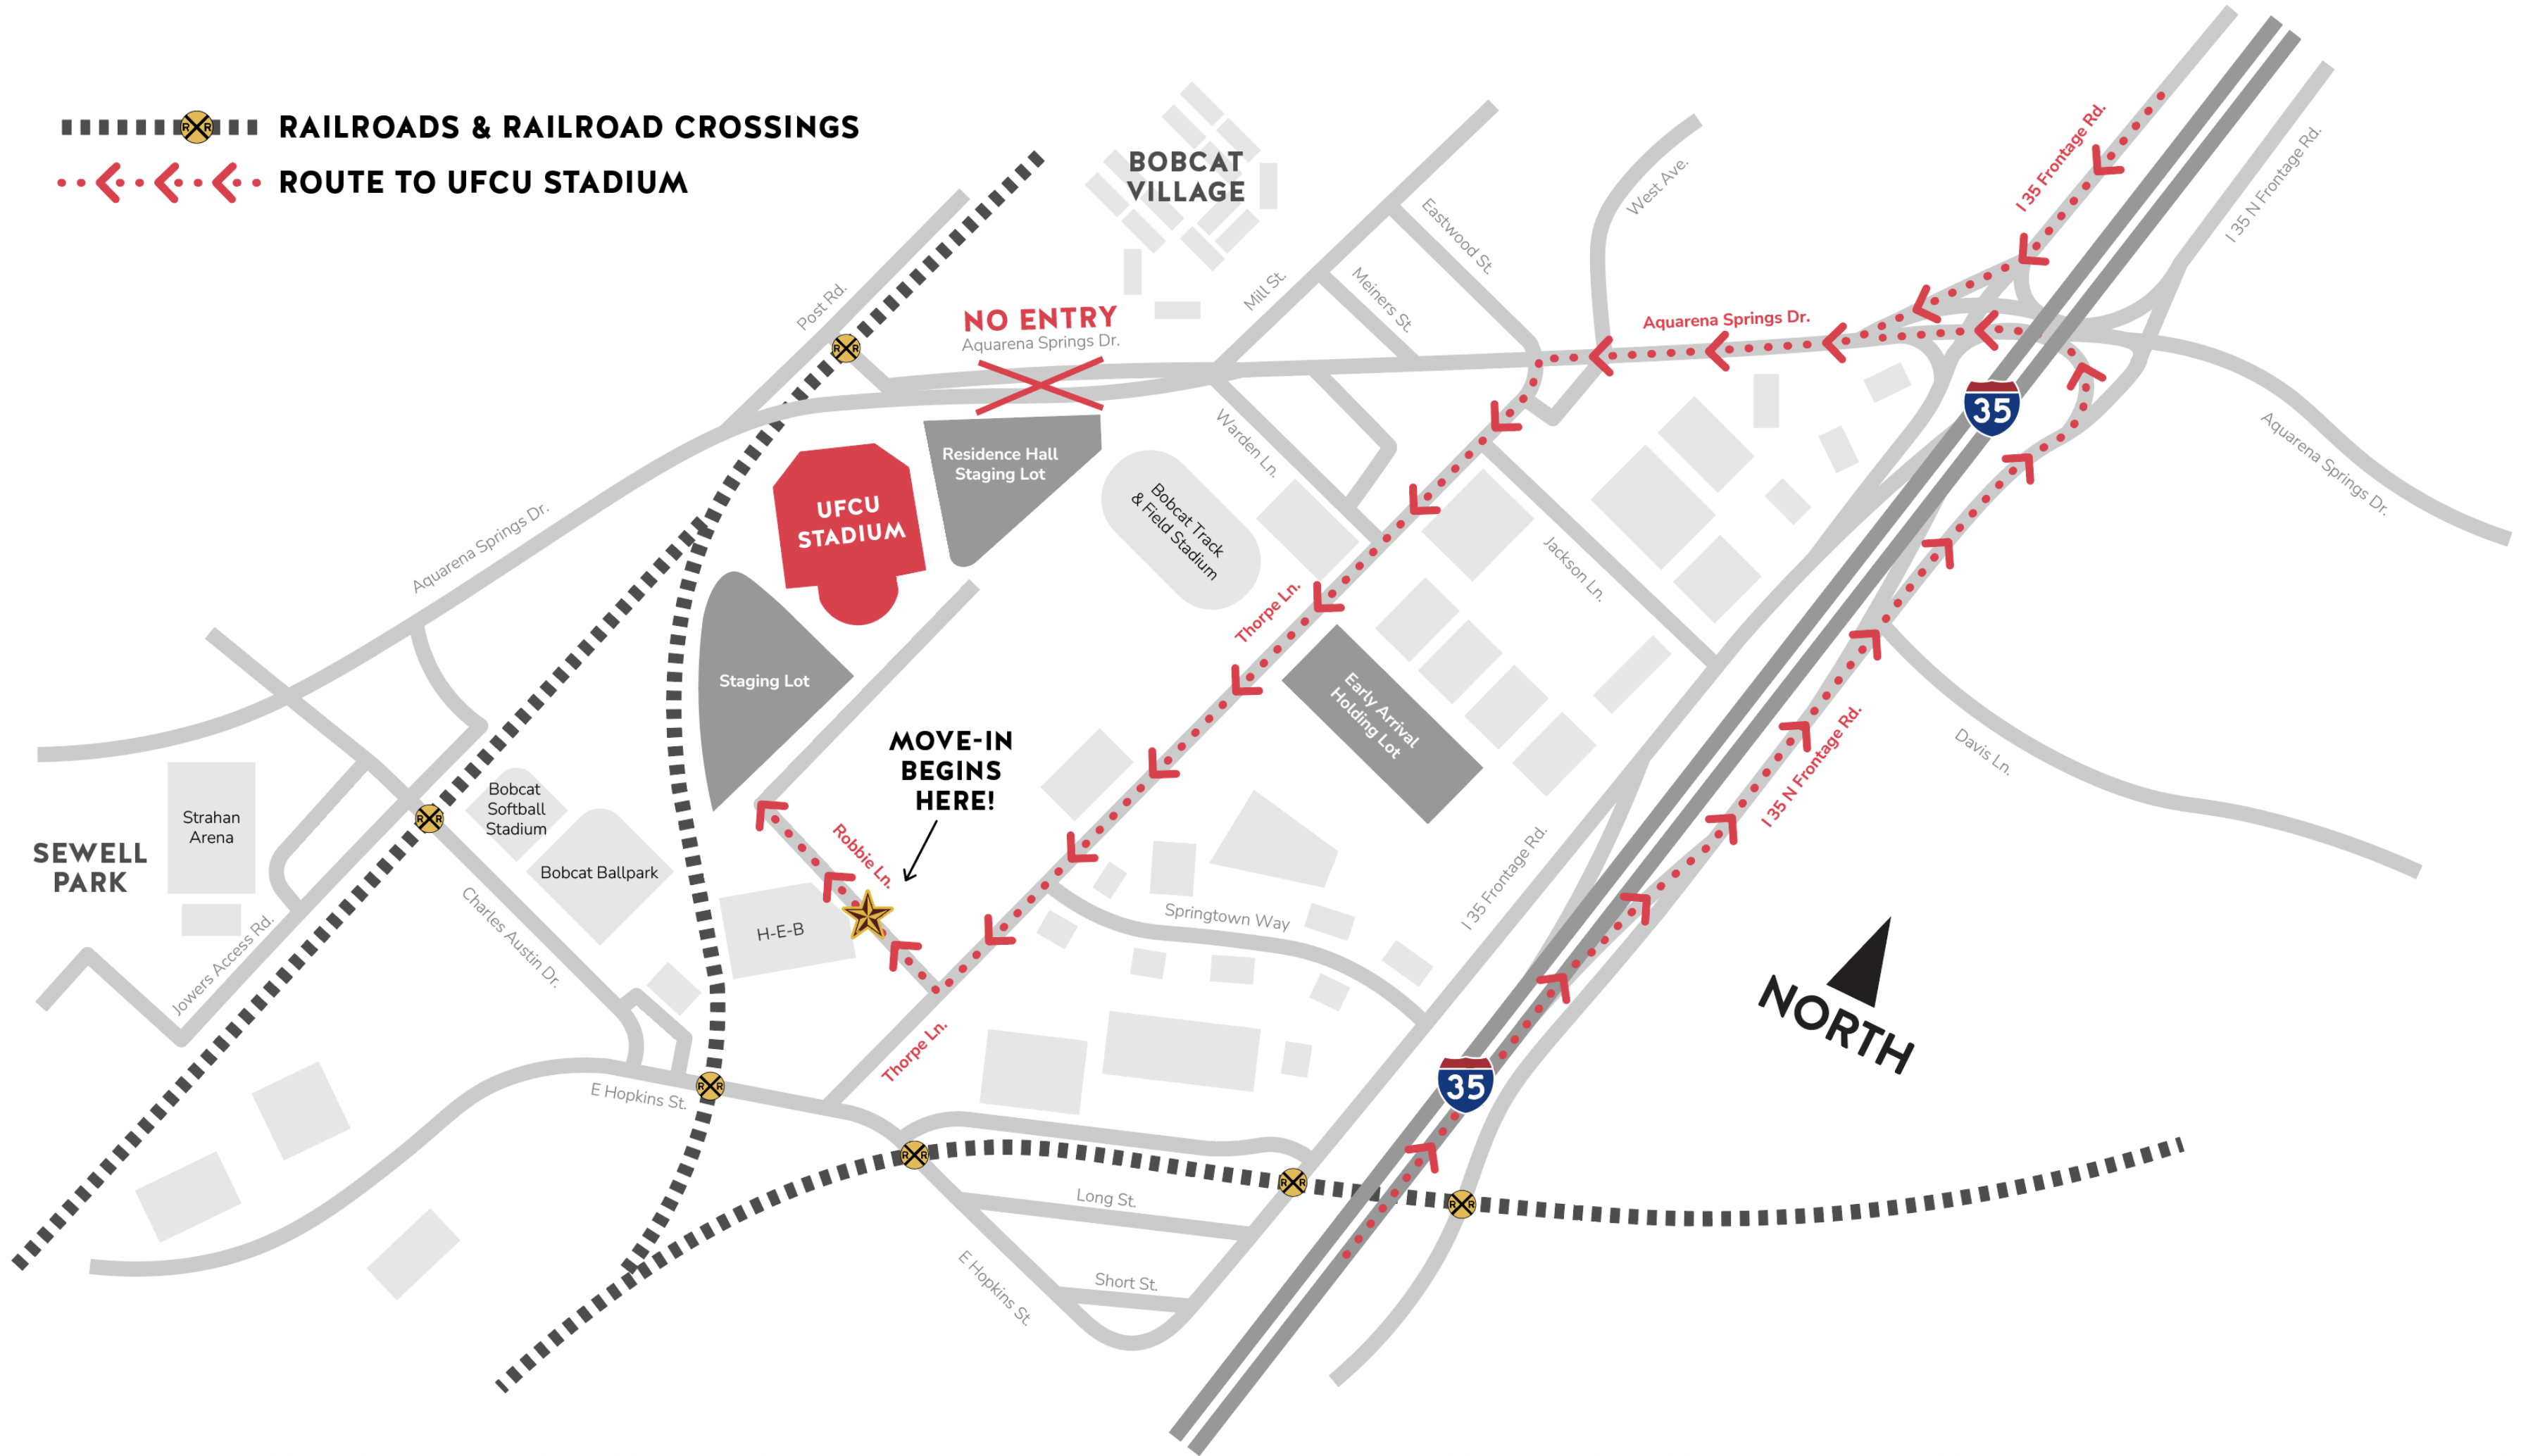 RAILROADS & RAILROAD CROSSINGS
ROUTE TO UFCU STADIUM
BOBCAT
VILLAGE
I 35 Frontage Rd.
I 35 N Frontage Rd.
West Ave.
Eastwood St.
Meiners St.
Mill St.
Post Rd.
NO ENTRY
Aquarena Springs Dr.
Aquarena Springs Dr.
35
Aquarena Springs Dr.
Residence Hall
Staging Lot
UFCU
STADIUM
Warden Ln.
Bobcat Track
& Field Stadium
Jackson Ln.
Aquarena Springs Dr.
Thorpe Ln.
Staging Lot
Early Arrival
Holding Lot
MOVE-IN
BEGINS
HERE!
I 35 N Frontage Rd.
Davis Ln.
Strahan
Arena
Bobcat
Softball
Stadium
Bobcat Ballpark
SEWELL
PARK
Robbie Ln.
H-E-B
Springtown Way
I 35 Frontage Rd.
Charles Austin Dr.
Jowers Access Rd.
NORTH
Thorpe Ln.
35
E Hopkins St.
Long St.
E Hopkins St.
Short St.
R R
R R
R R
R R
R R
R R
R R